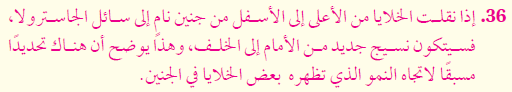 36. إذا نقلت الخلايا من الأعلى إلى الأسفل من جنين نام إلى سائل الجاسترولا،
فسيتكون نسيج جديد من الأمام إلى الخلف، وهذا يوضح أن هناك تحديدًا
مسبقًا لاتجاه النمو الذي تظهره بعض الخلايا في الجنين.